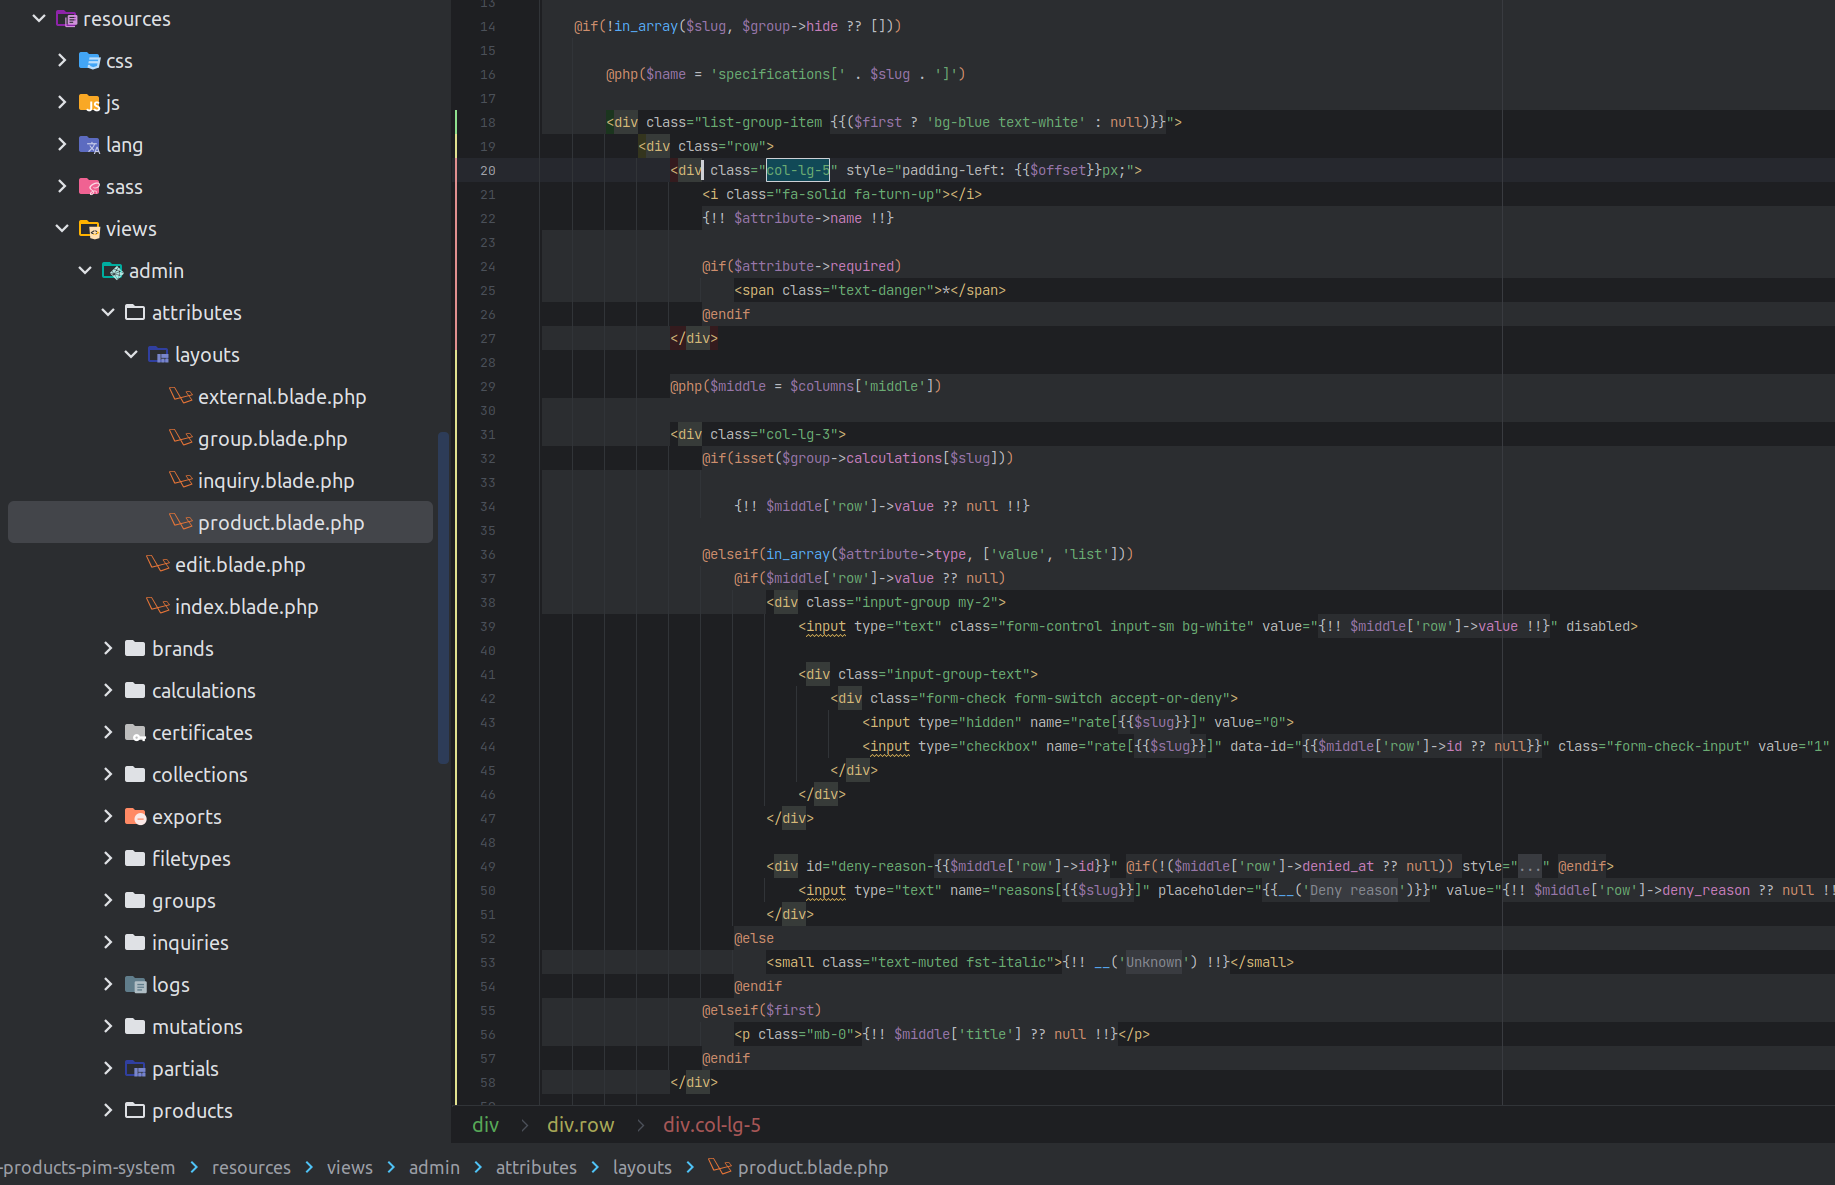 resources
css
js
lang
sass
views
admin
attributes
layouts
external.blade.php
group.blade.php
inquiry.blade.php
product.blade.php
edit.blade.php
index.blade.php
brands
calculations
certificates
collections
exports
filetypes
groups
inquiries
logs
mutations
partials
products
13
14 @if(!in_array($slug, $group->hide ?? []))
15
16 @php($name = 'specifications[' . $slug . ']')
17
18 <div class="list-group-item {{($first ? 'bg-blue text-white' : null)}}">
19 <div class="row">
20 <div class="col-lg-5" style="padding-left: {{$offset}}px;">
21 <i class="fa-solid fa-turn-up"></i>
22 {!! $attribute->name !!}
23
24 @if($attribute->required)
25 <span class="text-danger">*</span>
26 @endif
27 </div>
28
29 @php($middle = $columns['middle'])
30
31 <div class="col-lg-3">
32 @if(isset($group->calculations[$slug]))
33
34 {!! $middle['row']->value ?? null !!}
35
36 @elseif(in_array($attribute->type, ['value', 'list']))
37 @if($middle['row']->value ?? null)
38 <div class="input-group my-2">
39 <input type="text" class="form-control input-sm bg-white" value="{!! $middle['row']->value !!}" disabled>
40
41 <div class="input-group-text">
42 <div class="form-check form-switch accept-or-deny">
43 <input type="hidden" name="rate[{{$slug}}]" value="0">
44 <input type="checkbox" name="rate[{{$slug}}]" data-id="{{$middle['row']->id ?? null}}" class="form-check-input" value="1"
45 </div>
46 </div>
47 </div>
48
49 <div id="deny-reason-{{$middle['row']->id}}" @if(!($middle['row']->denied_at ?? null)) style="..." @endif>
50 <input type="text" name="reasons[{{$slug}}]" placeholder="{{__('Deny reason')}}" value="{!! $middle['row']->deny_reason ?? null !!
51 </div>
52 @else
53 <small class="text-muted fst-italic">{!! __('Unknown') !!}</small>
54 @endif
55 @elseif($first)
56 <p class="mb-0">{!! $middle['title'] ?? null !!}</p>
57 @endif
58 </div>
div > div.row > div.col-lg-5
-products-pim-system > resources > views > admin > attributes > layouts > product.blade.php